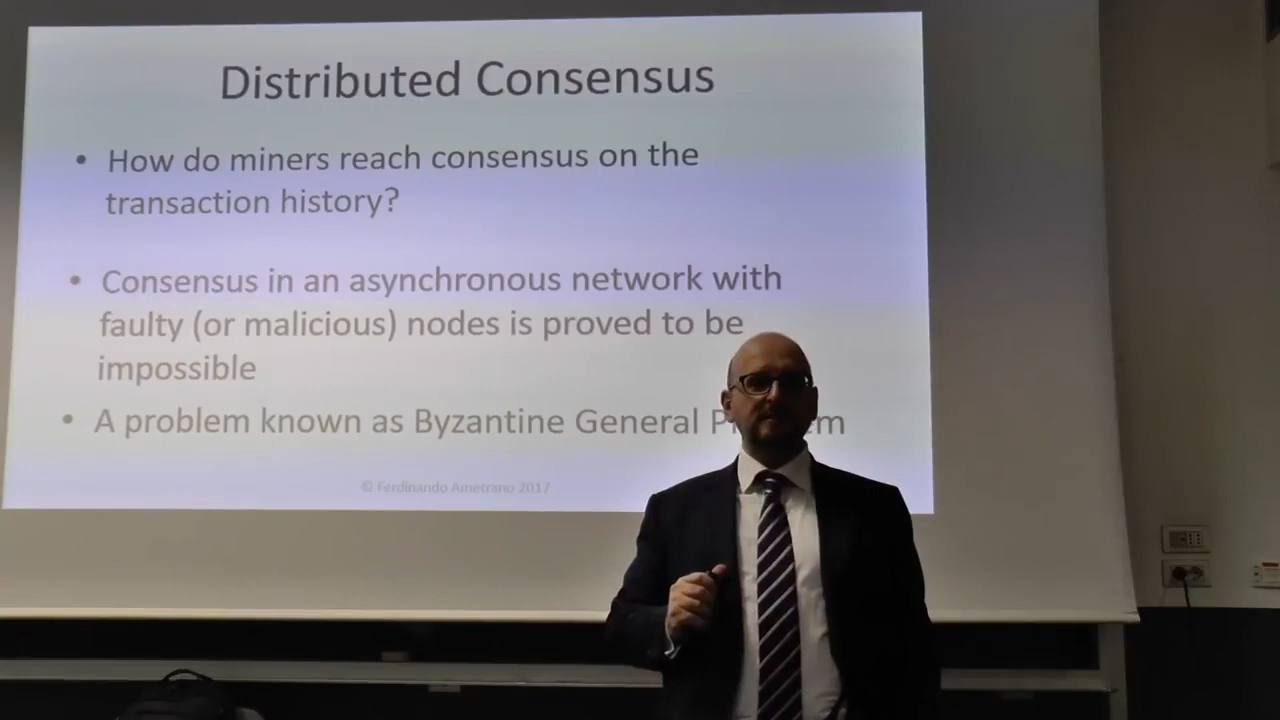 Distributed Consensus
• How do miners reach consensus on the
transaction history?
• Consensus in an asynchronous network with
faulty (or malicious) nodes is proved to be
impossible
• A problem known as Byzantine General
© Ferdinando Ametrano 2017